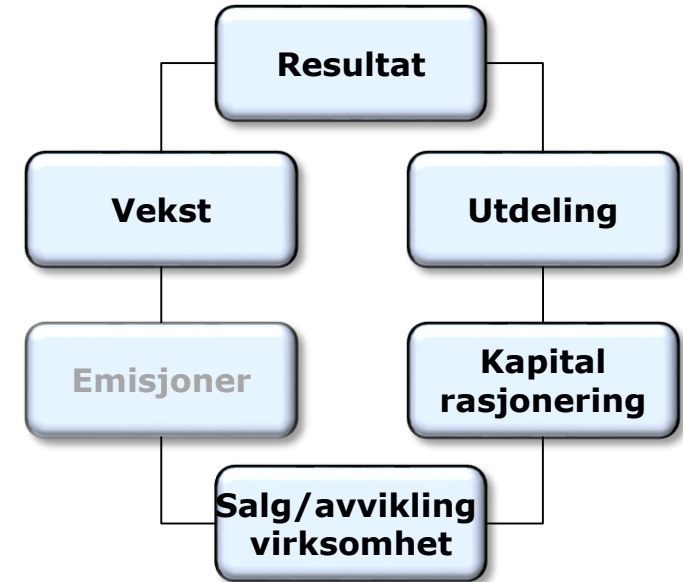 Resultat
Vekst
Utdeling
Emisjoner
Kapital
rasjonering
Salg/avvikling
virksomhet